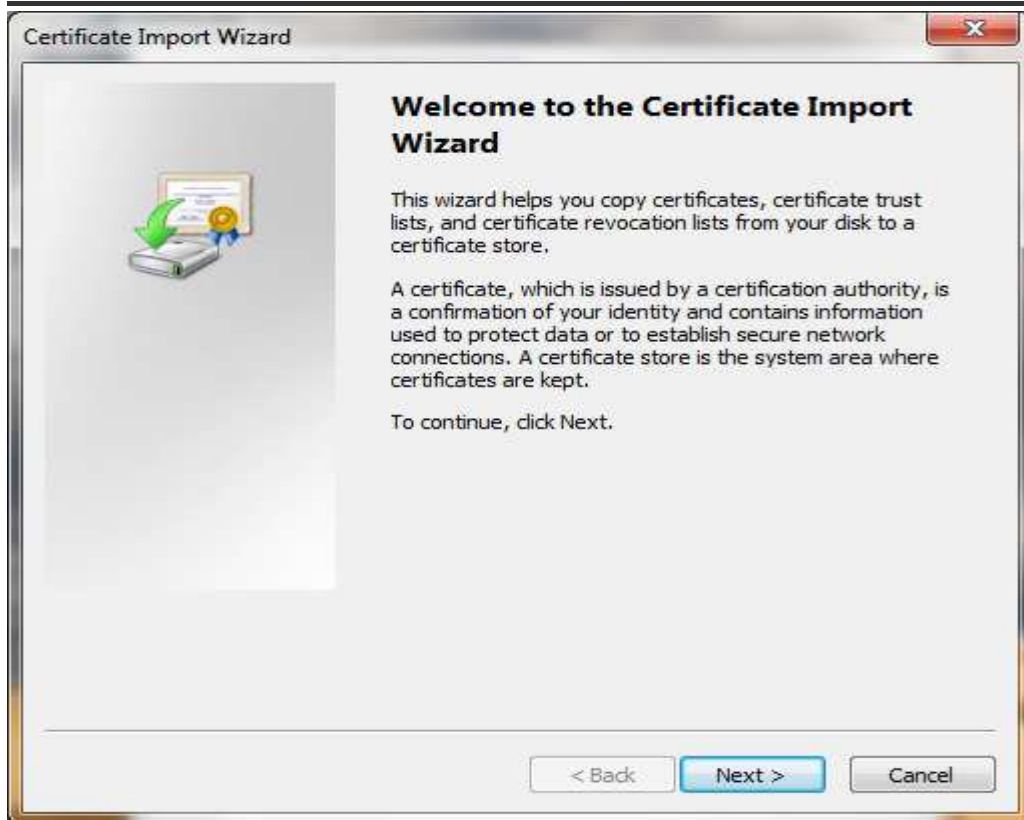 Certificate Import Wizard
Welcome to the Certificate Import
Wizard
This wizard helps you copy certificates, certificate trust
lists, and certificate revocation lists from your disk to a
certificate store.
A certificate, which is issued by a certification authority, is
a confirmation of your identity and contains information
used to protect data or to establish secure network
connections. A certificate store is the system area where
certificates are kept.
To continue, click Next.
< Back
Next >
Cancel